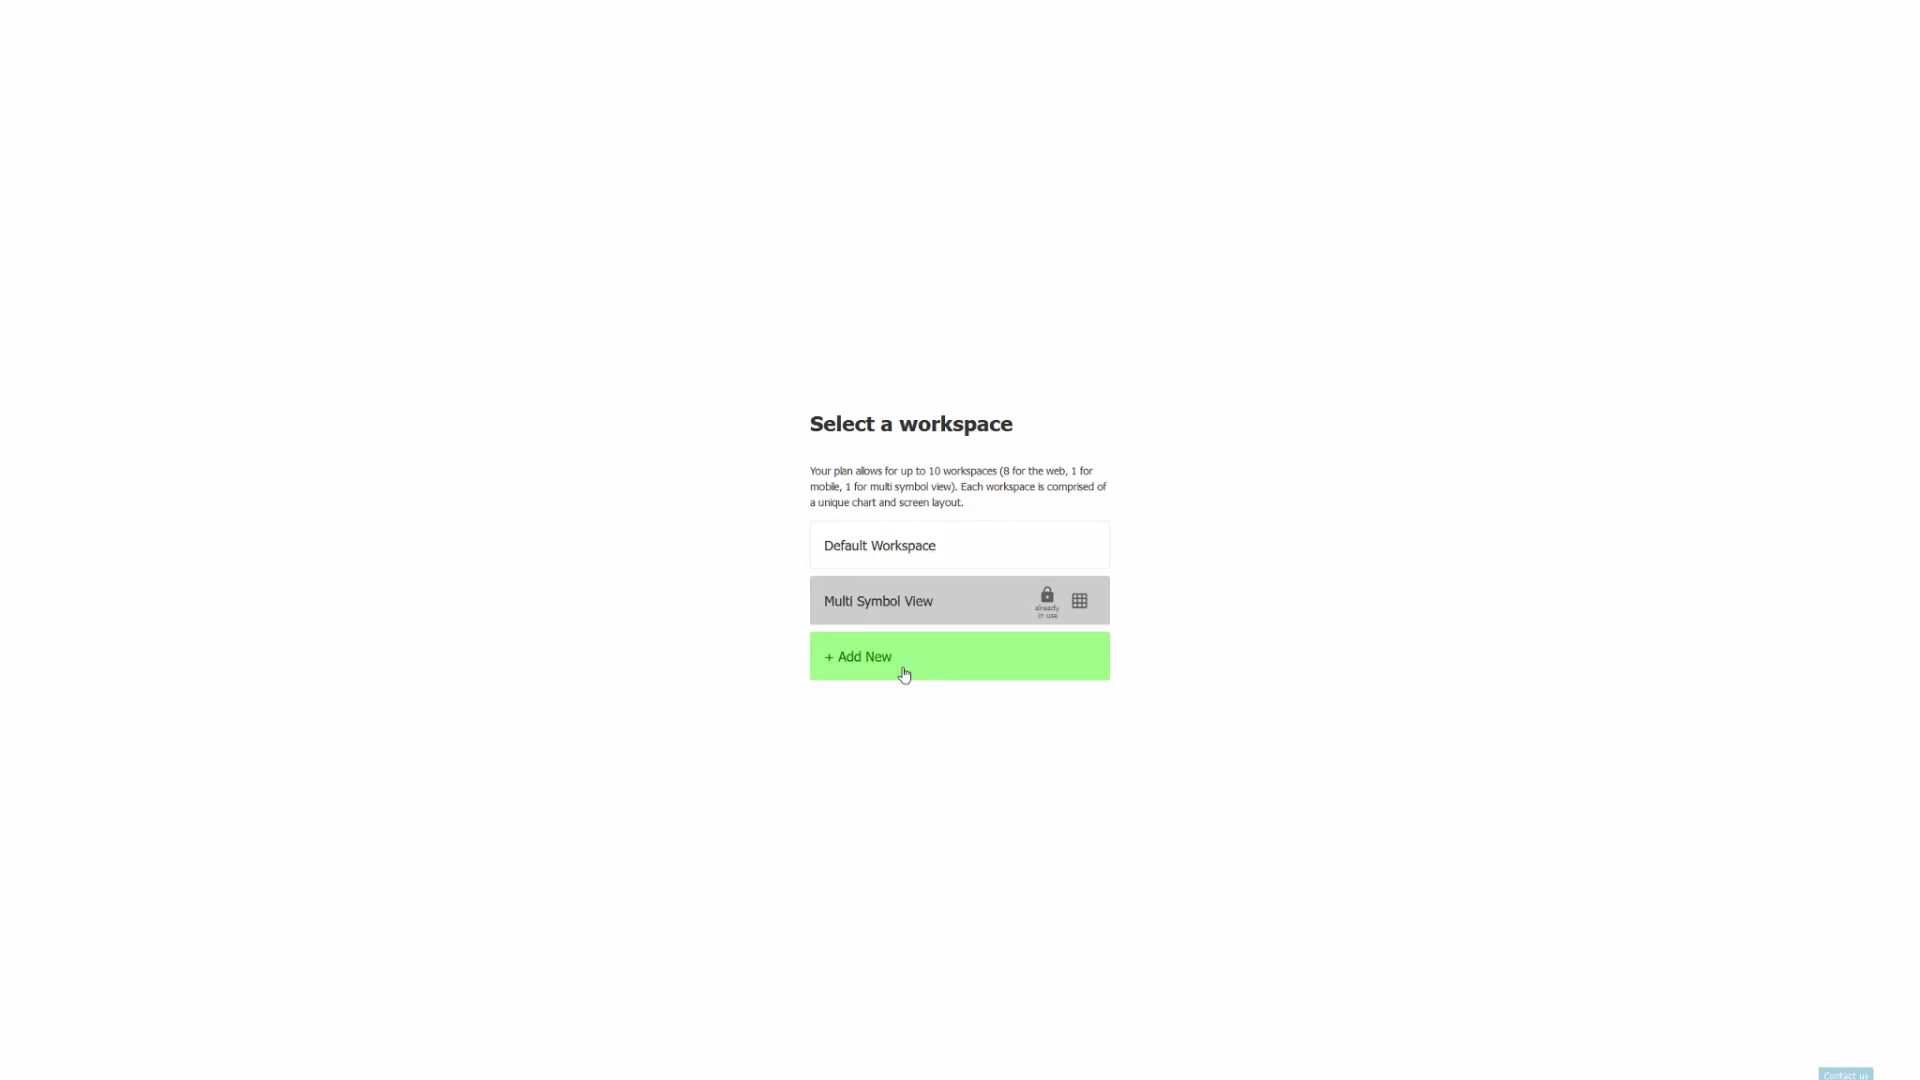 Select a workspace
Your plan allows for up to 10 workspaces (8 for the web, 1 for
mobile, 1 for multi symbol view). Each workspace is comprised of
a unique chart and screen layout.
Default Workspace
Multi Symbol View
already
in use
+ Add New
Contact us